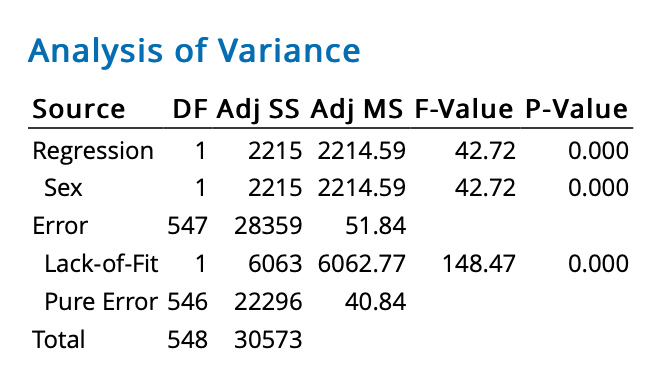 Analysis of Variance
Source DF Adj SS Adj MS F-Value P-Value
Regression 1 2215 2214.59 42.72 0.000
Sex 1 2215 2214.59 42.72 0.000
Error 547 28359 51.84
Lack-of-Fit 1 6063 6062.77 148.47 0.000
Pure Error 546 22296 40.84
Total 548 30573